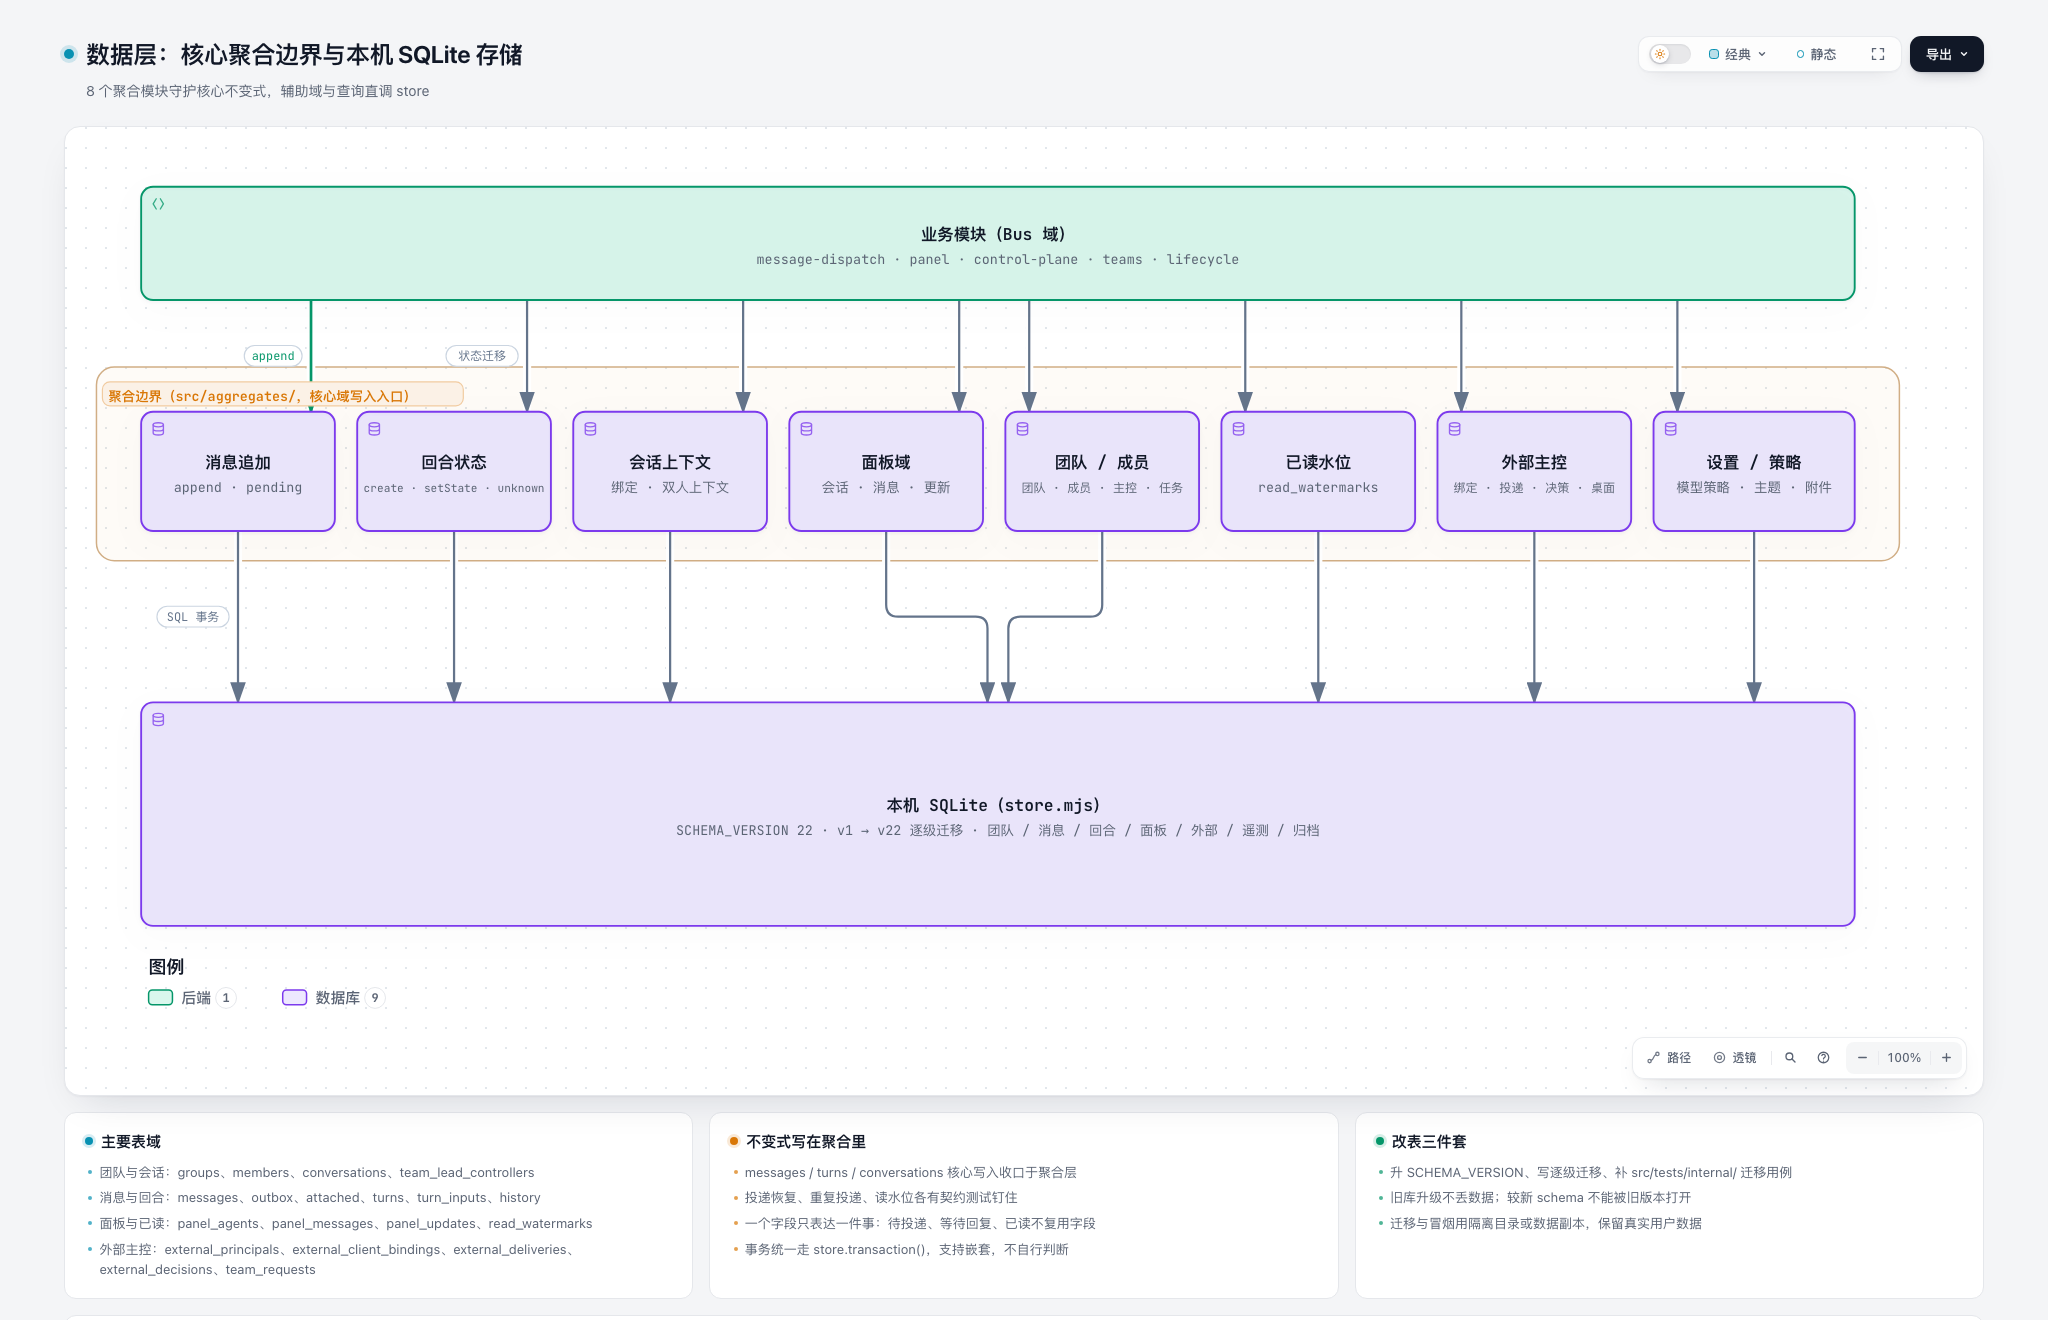 数据层：核心聚合边界与本机 SQLite 存储
8 个聚合模块守护核心不变式，辅助域与查询直调 store
经典
静态
导出
业务模块（Bus 域）
message-dispatch · panel · control-plane · teams · lifecycle
append
状态迁移
聚合边界（src/aggregates/，核心域写入入口）
消息追加
append · pending
回合状态
create · setState · unknown
会话上下文
绑定 · 双人上下文
面板域
会话 · 消息 · 更新
团队 / 成员
团队 · 成员 · 主控 · 任务
已读水位
read_watermarks
外部主控
绑定 · 投递 · 决策 · 桌面
设置 / 策略
模型策略 · 主题 · 附件
SQL 事务
本机 SQLite（store.mjs）
SCHEMA_VERSION 22 · v1 → v22 逐级迁移 · 团队 / 消息 / 回合 / 面板 / 外部 / 遥测 / 归档
图例
后端 1
数据库 9
路径
透镜
− 100% +
主要表域
• 团队与会话：groups、members、conversations、team_lead_controllers
• 消息与回合：messages、outbox、attached、turns、turn_inputs、history
• 面板与已读：panel_agents、panel_messages、panel_updates、read_watermarks
• 外部主控：external_principals、external_client_bindings、external_deliveries、
external_decisions、team_requests
不变式写在聚合里
• messages / turns / conversations 核心写入收口于聚合层
• 投递恢复、重复投递、读水位各有契约测试钉住
• 一个字段只表达一件事：待投递、等待回复、已读不复用字段
• 事务统一走 store.transaction()，支持嵌套，不自行判断
改表三件套
• 升 SCHEMA_VERSION、写逐级迁移、补 src/tests/internal/ 迁移用例
• 旧库升级不丢数据；较新 schema 不能被旧版本打开
• 迁移与冒烟用隔离目录或数据副本，保留真实用户数据